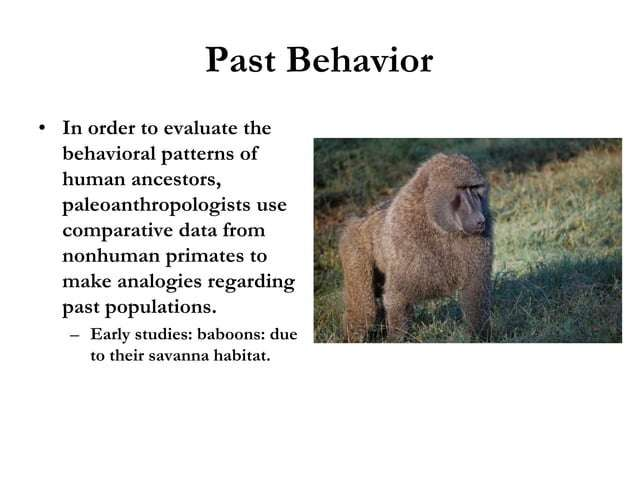 Past Behavior
• In order to evaluate the
behavioral patterns of
human ancestors,
paleoanthropologists use
comparative data from
nonhuman primates to
make analogies regarding
past populations.
– Early studies: baboons: due
to their savanna habitat.